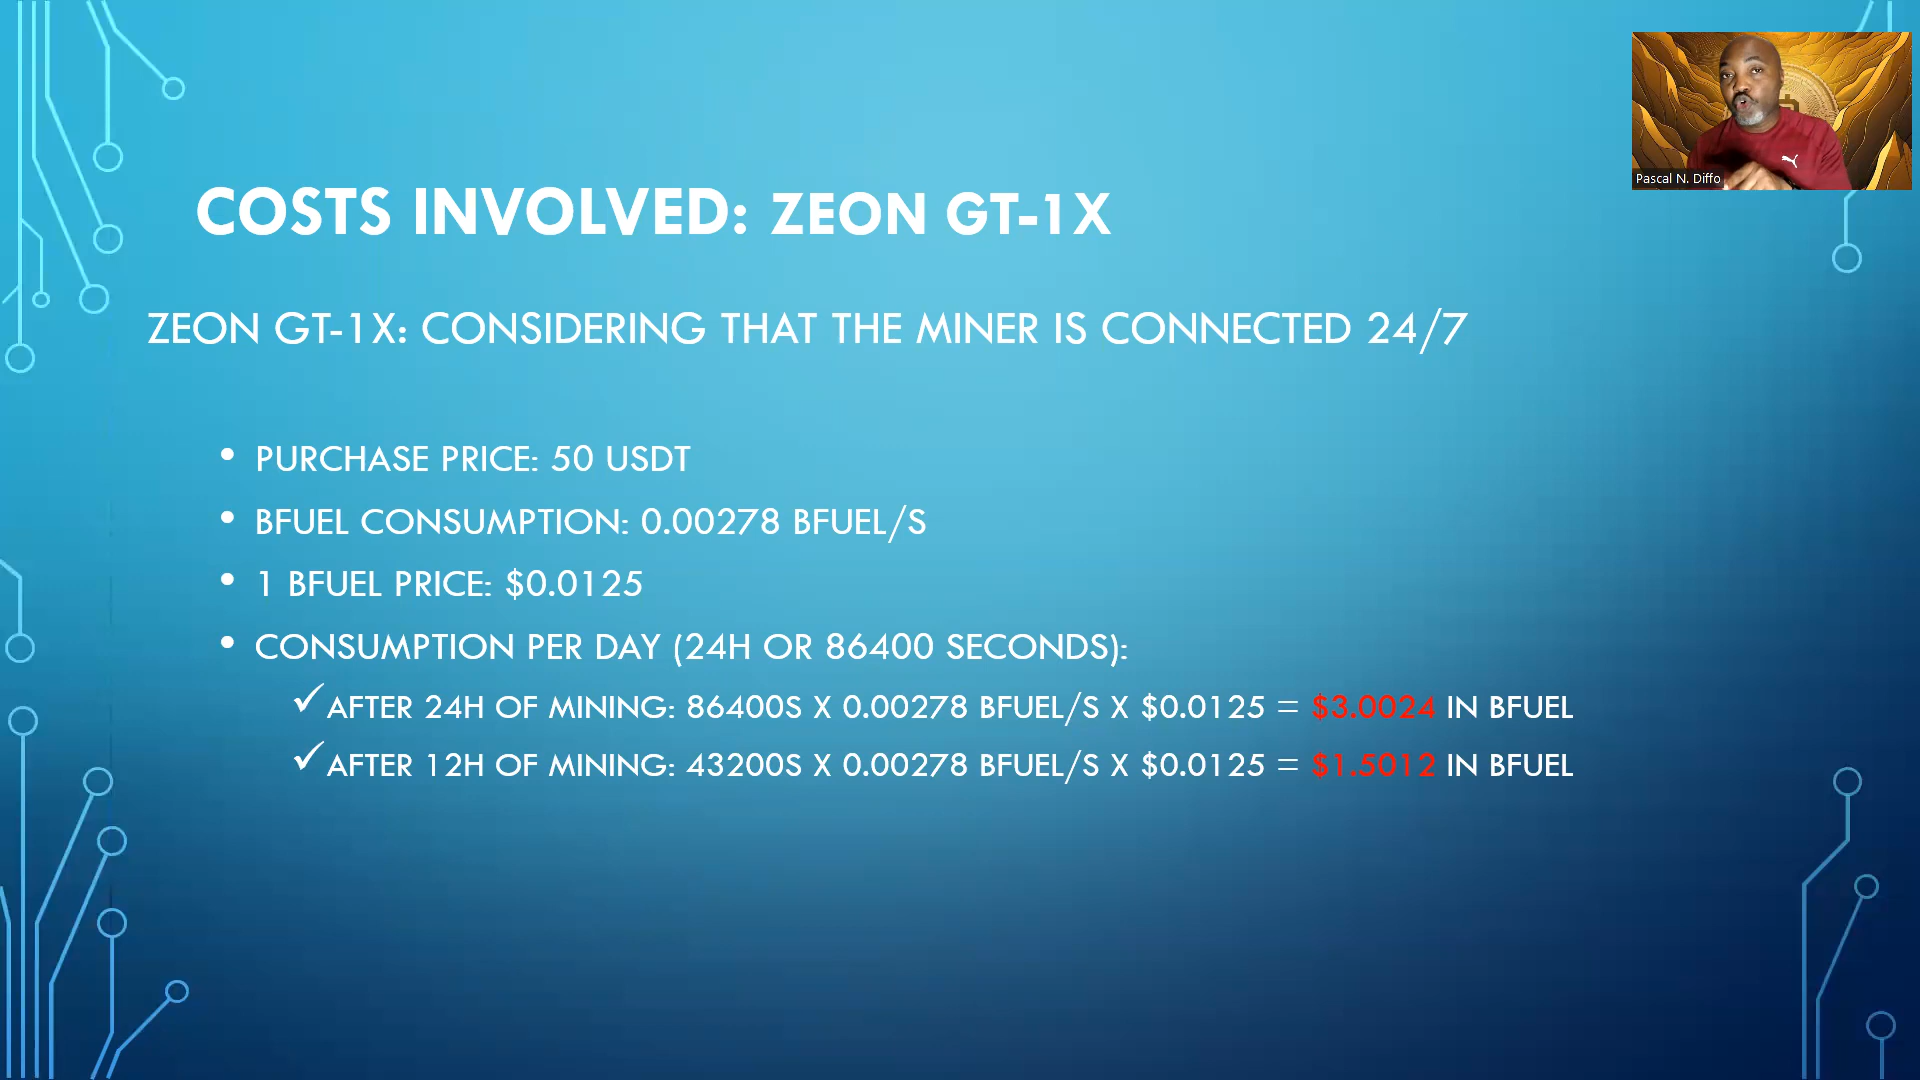 Pascal N. Diffo
COSTS INVOLVED: ZEON GT-1X
ZEON GT-1X: CONSIDERING THAT THE MINER IS CONNECTED 24/7
• PURCHASE PRICE: 50 USDT
• BFUEL CONSUMPTION: 0.00278 BFUEL/S
• 1 BFUEL PRICE: $0.0125
• CONSUMPTION PER DAY (24H OR 86400 SECONDS):
✓AFTER 24H OF MINING: 86400S X 0.00278 BFUEL/S X $0.0125 = $3.0024 IN BFUEL
✓AFTER 12H OF MINING: 43200S X 0.00278 BFUEL/S X $0.0125 = $1.5012 IN BFUEL